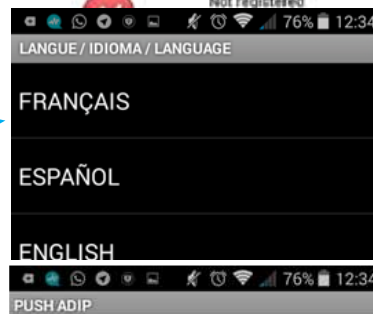 Not registered
76% 12:34
LANGUE / IDIOMA / LANGUAGE
FRANÇAIS
ESPAÑOL
ENGLISH
76% 12:34
PUSH ADIP